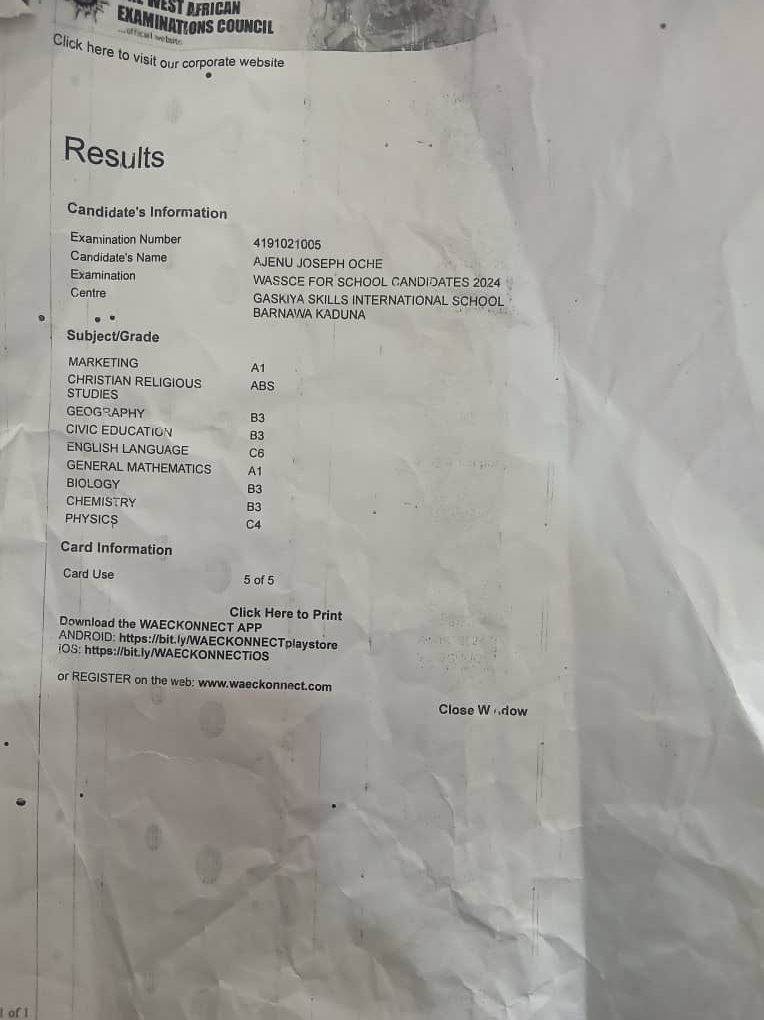 WEST AFRICAN
EXAMINATIONS COUNCIL
...official website
Click here to visit our corporate website
Results
Candidate's Information
Examination Number 4191021005
Candidate's Name AJENU JOSEPH OCHE
Examination WASSCE FOR SCHOOL CANDIDATES 2024
Centre GASKIYA SKILLS INTERNATIONAL SCHOOL
BARNAWA KADUNA
Subject/Grade
MARKETING A1
CHRISTIAN RELIGIOUS ABS
STUDIES
GEOGRAPHY B3
CIVIC EDUCATION B3
ENGLISH LANGUAGE C6
GENERAL MATHEMATICS A1
BIOLOGY B3
CHEMISTRY B3
PHYSICS C4
Card Information
Card Use 5 of 5
Click Here to Print
Download the WAECKONNECT APP
ANDROID: https://bit.ly/WAECKONNECTplaystore
iOS: https://bit.ly/WAECKONNECTiOS
or REGISTER on the web: www.waeckonnect.com
Close Window
1 of 1